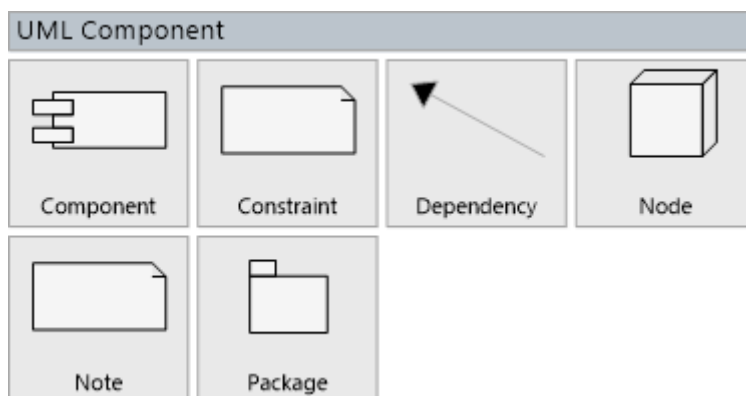 UML Component
Component
Constraint
Dependency
Node
Note
Package